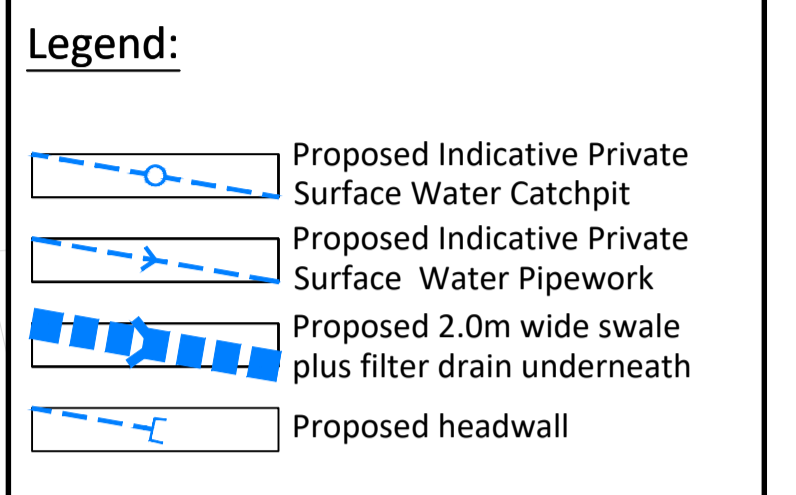 Legend:
Proposed Indicative Private
Surface Water Catchpit
Proposed Indicative Private
Surface  Water Pipework
Proposed 2.0m wide swale
plus filter drain underneath
Proposed headwall